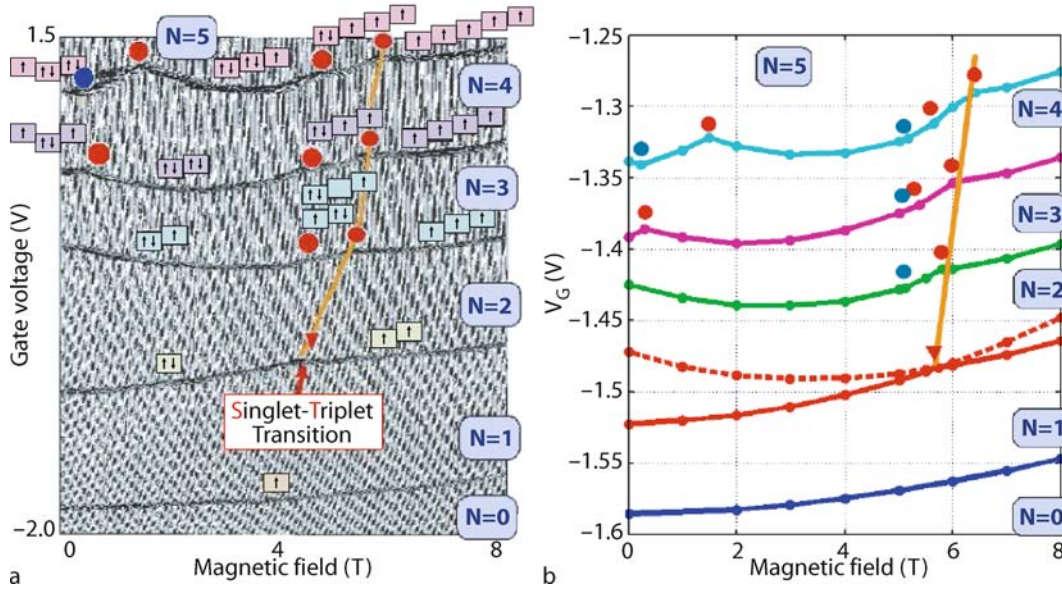 1.5
N=5
N=4
N=3
N=2
N=1
N=0
Gate voltage (V)
Singlet-Triplet
Transition
−2.0
0
4
8
Magnetic field (T)
a
−1.25
−1.3
−1.35
−1.4
−1.45
−1.5
−1.55
−1.6
V_G (V)
N=5
N=4
N=3
N=2
N=1
N=0
0
2
4
6
8
Magnetic field (T)
b